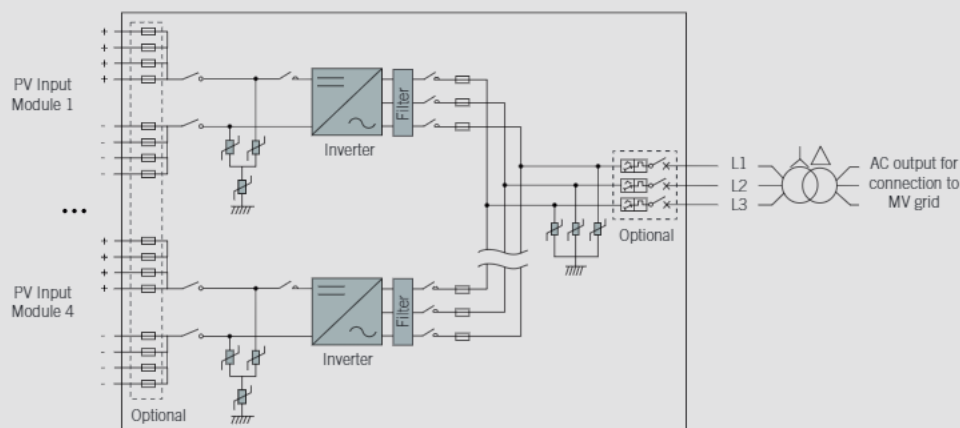 +
+
+
+
PV Input
Module 1
-
-
-
-
Inverter
Filter
•••
+
+
+
+
PV Input
Module 4
-
-
-
-
Inverter
Filter
Optional
Optional
L1
L2
L3
AC output for
connection to
MV grid